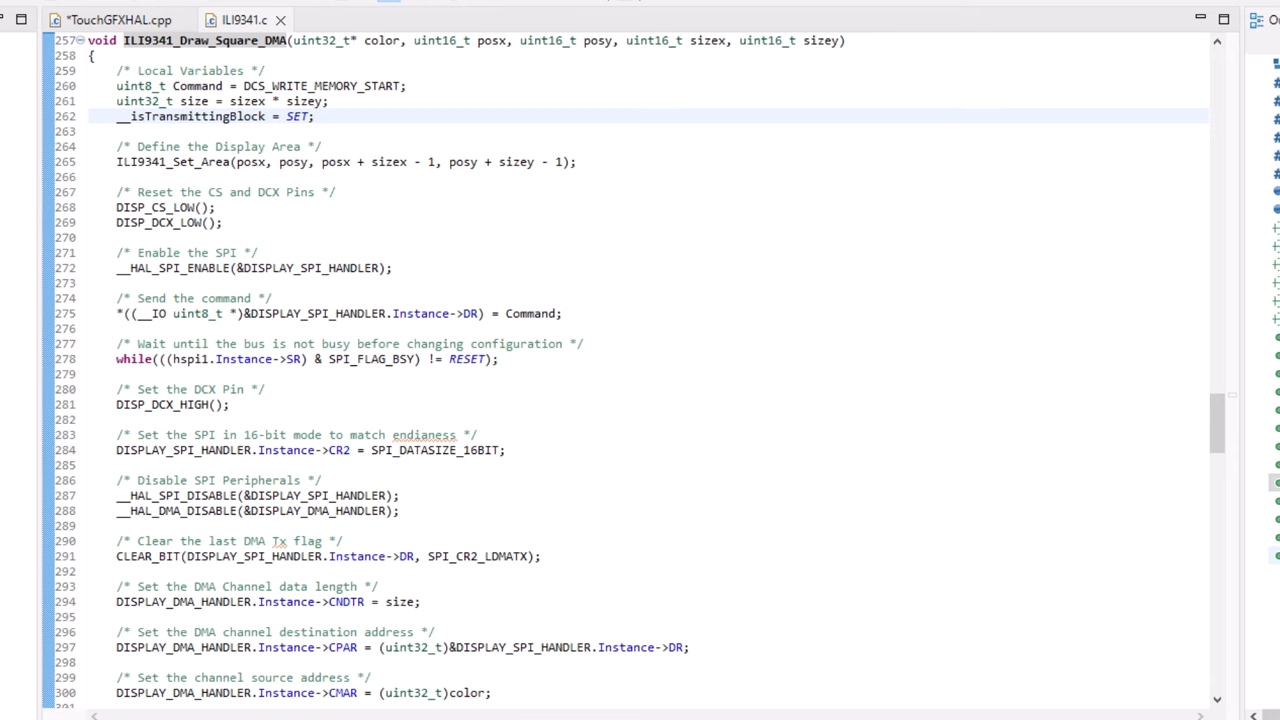 *TouchGFXHAL.cpp
ILI9341.c
257 void ILI9341_Draw_Square_DMA(uint32_t* color, uint16_t posx, uint16_t posy, uint16_t sizex, uint16_t sizey)
258 {
259 /* Local Variables */
260 uint8_t Command = DCS_WRITE_MEMORY_START;
261 uint32_t size = sizex * sizey;
262 __isTransmittingBlock = SET;
263
264 /* Define the Display Area */
265 ILI9341_Set_Area(posx, posy, posx + sizex - 1, posy + sizey - 1);
266
267 /* Reset the CS and DCX Pins */
268 DISP_CS_LOW();
269 DISP_DCX_LOW();
270
271 /* Enable the SPI */
272 __HAL_SPI_ENABLE(&DISPLAY_SPI_HANDLER);
273
274 /* Send the command */
275 *((__IO uint8_t *)&DISPLAY_SPI_HANDLER.Instance->DR) = Command;
276
277 /* Wait until the bus is not busy before changing configuration */
278 while(((hspi1.Instance->SR) & SPI_FLAG_BSY) != RESET);
279
280 /* Set the DCX Pin */
281 DISP_DCX_HIGH();
282
283 /* Set the SPI in 16-bit mode to match endianess */
284 DISPLAY_SPI_HANDLER.Instance->CR2 = SPI_DATASIZE_16BIT;
285
286 /* Disable SPI Peripherals */
287 __HAL_SPI_DISABLE(&DISPLAY_SPI_HANDLER);
288 __HAL_DMA_DISABLE(&DISPLAY_DMA_HANDLER);
289
290 /* Clear the last DMA Tx flag */
291 CLEAR_BIT(DISPLAY_SPI_HANDLER.Instance->DR, SPI_CR2_LDMATX);
292
293 /* Set the DMA Channel data length */
294 DISPLAY_DMA_HANDLER.Instance->CNDTR = size;
295
296 /* Set the DMA channel destination address */
297 DISPLAY_DMA_HANDLER.Instance->CPAR = (uint32_t)&DISPLAY_SPI_HANDLER.Instance->DR;
298
299 /* Set the channel source address */
300 DISPLAY_DMA_HANDLER.Instance->CMAR = (uint32_t)color;